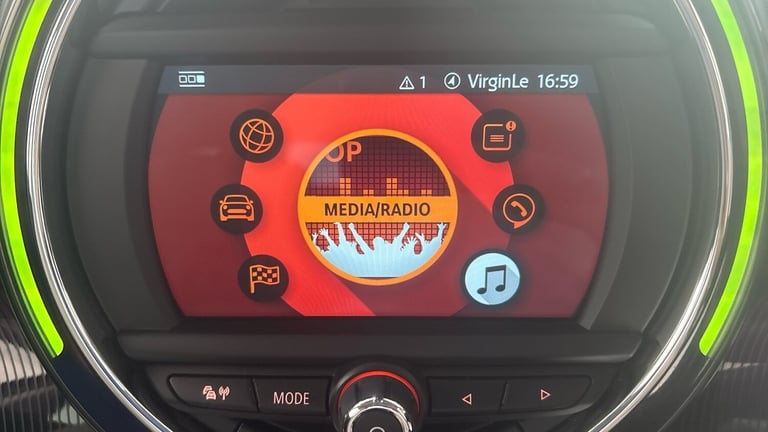 1 VirginLe 16:59
OP
MEDIA/RADIO
MODE